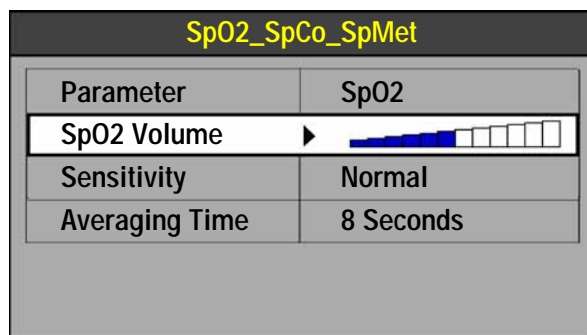 SpO2_SpCo_SpMet
Parameter SpO2
SpO2 Volume
Sensitivity Normal
Averaging Time 8 Seconds